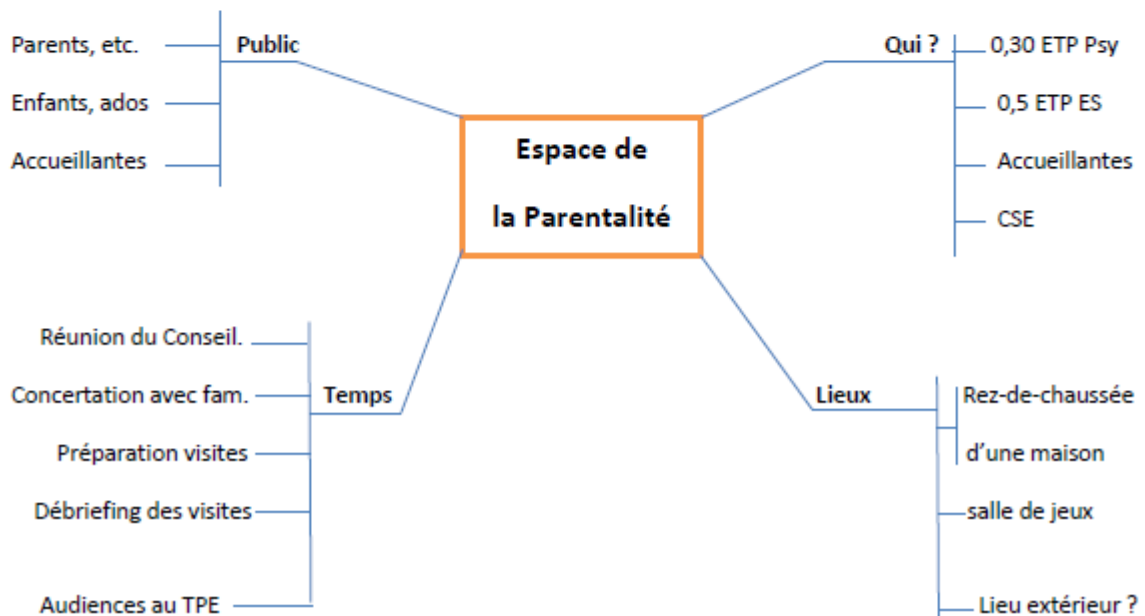 Espace de
la Parentalité
Public
Parents, etc.
Enfants, ados
Accueillantes
Qui ?
0,30 ETP Psy
0,5 ETP ES
Accueillantes
CSE
Temps
Réunion du Conseil.
Concertation avec fam.
Préparation visites
Débriefing des visites
Audiences au TPE
Lieux
Rez-de-chaussée
d’une maison
salle de jeux
Lieu extérieur ?